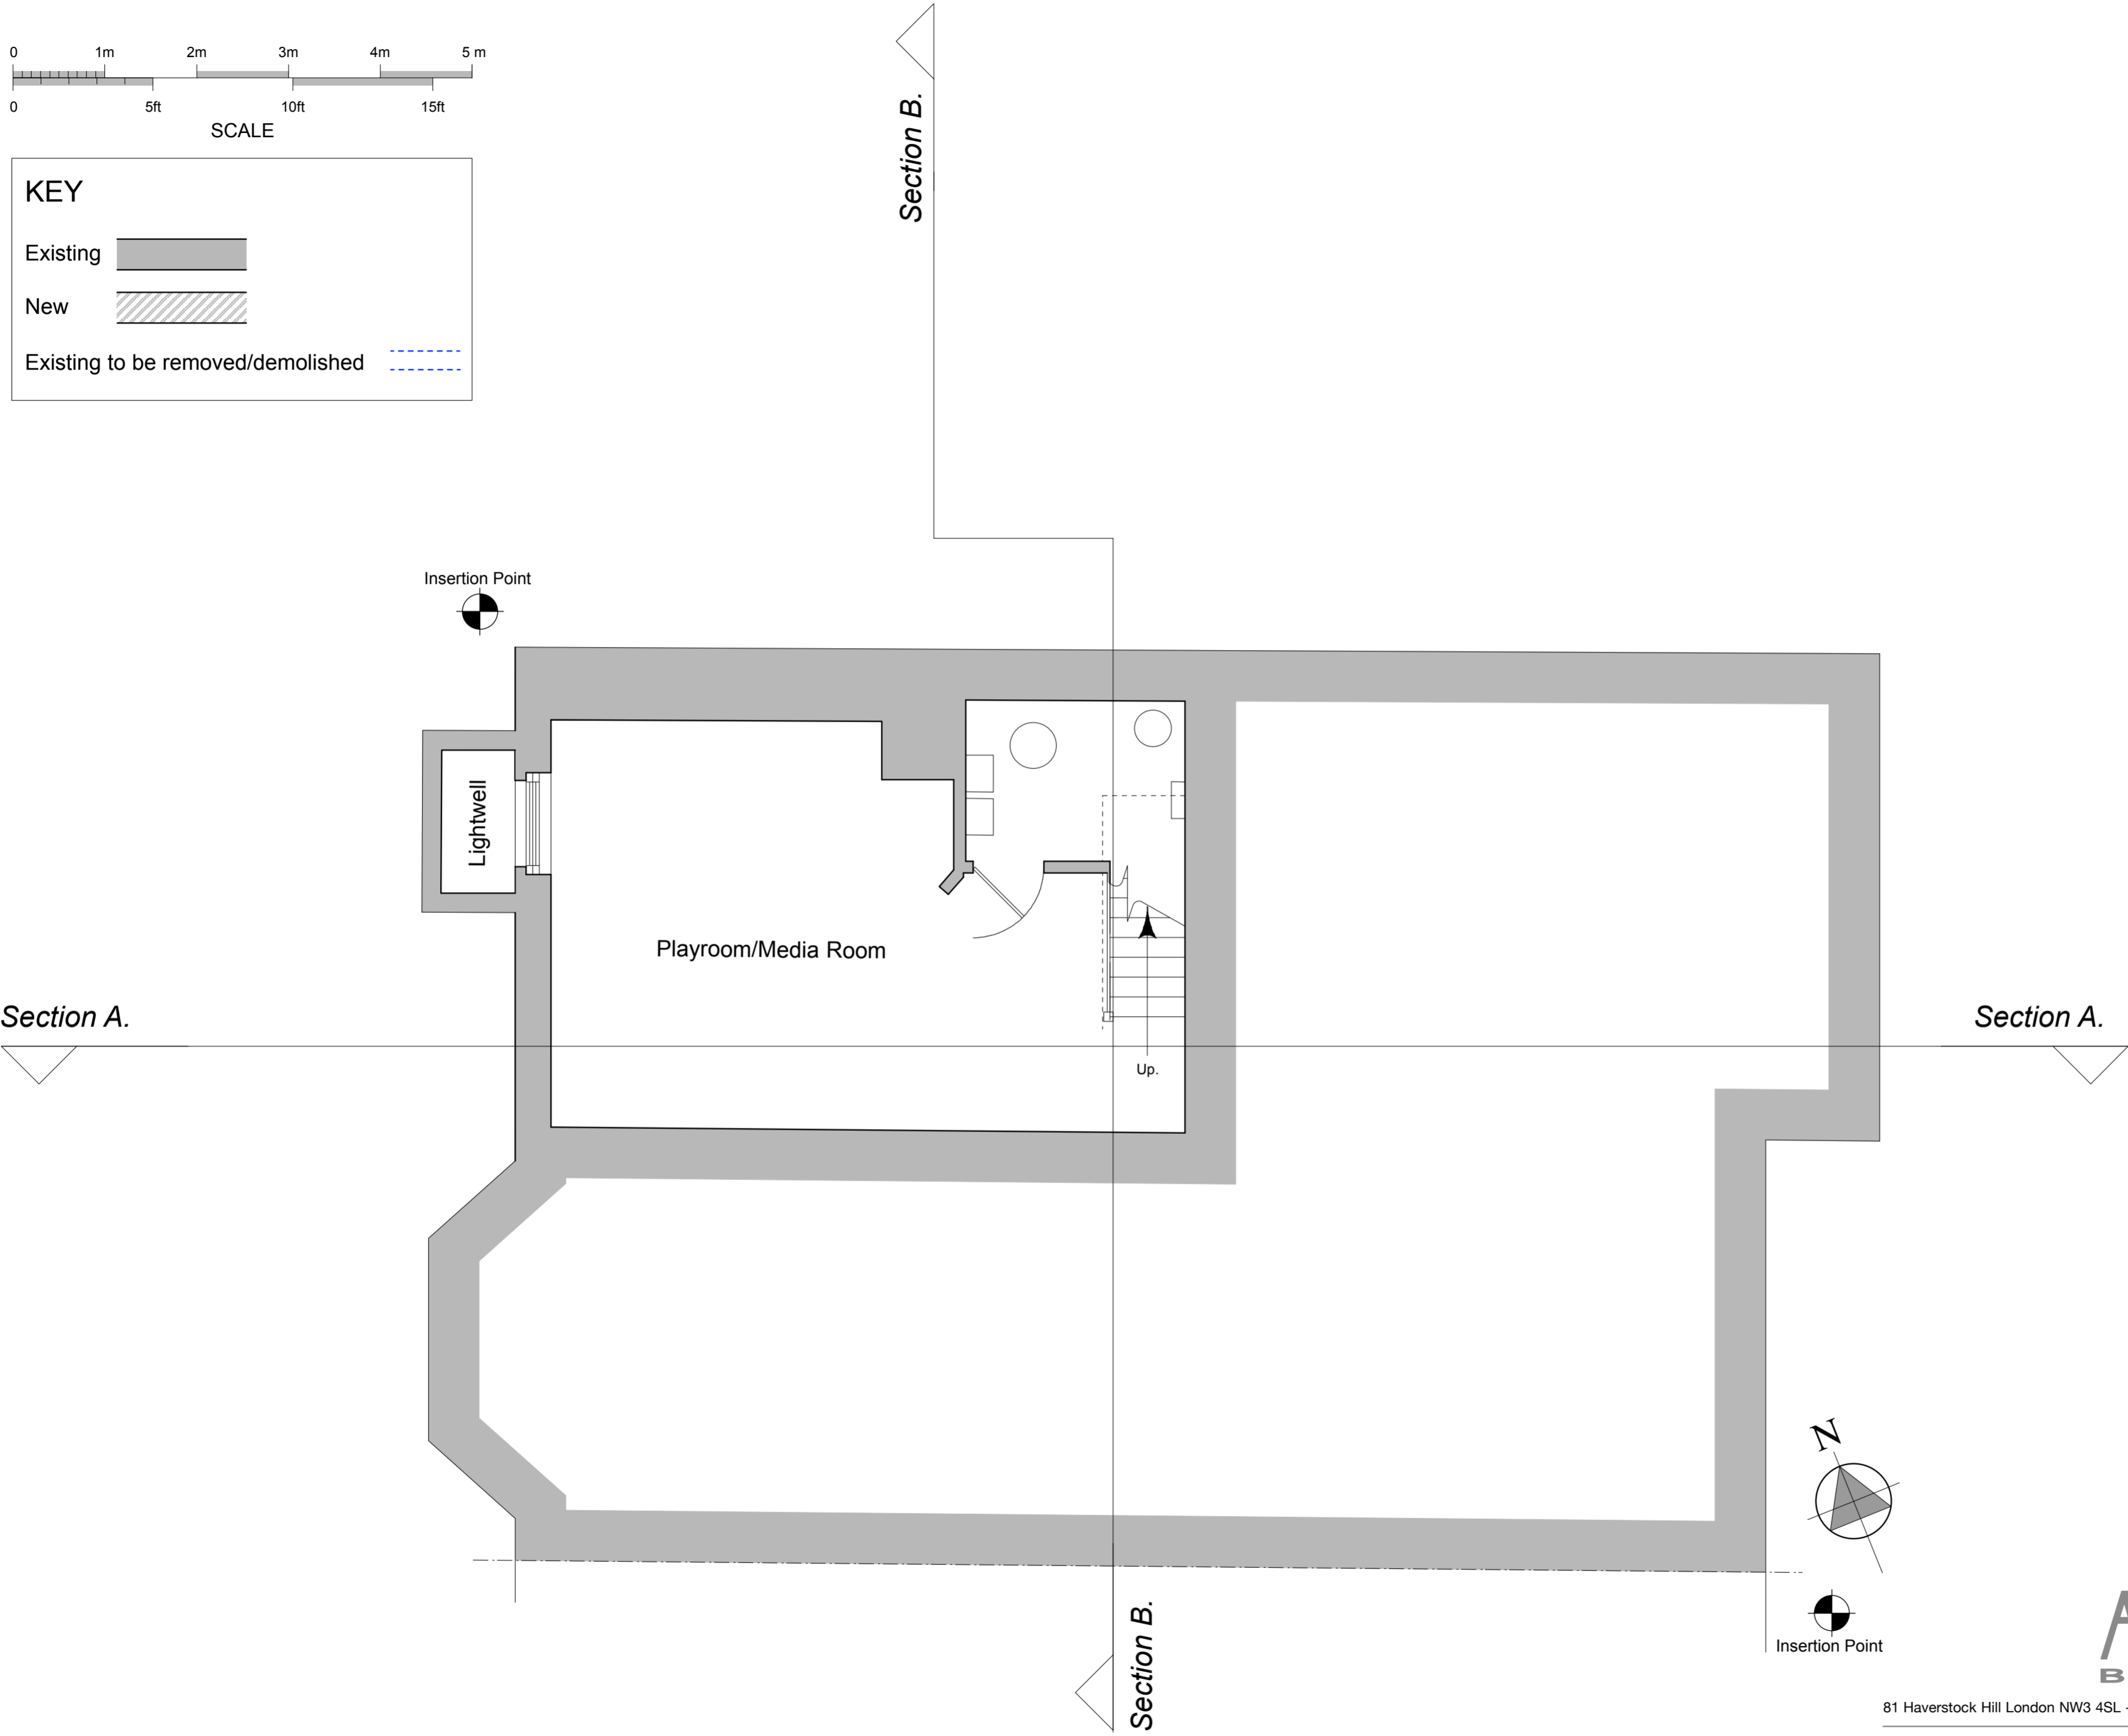 0 1m 2m 3m 4m 5 m
0 5ft 10ft 15ft
SCALE
KEY
Existing
New
Existing to be removed/demolished
Section B.
Insertion Point
Lightwell
Playroom/Media Room
Section A.
Section A.
Up.
N
Section B.
Insertion Point
A
B
81 Haverstock Hill London NW3 4SL -